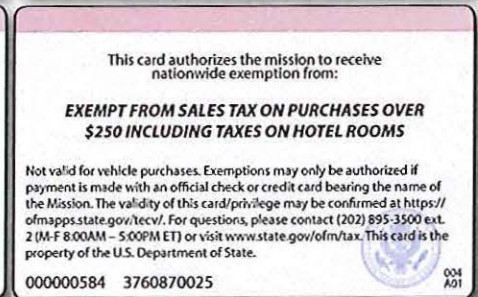 This card authorizes the mission to receive
nationwide exemption from:
EXEMPT FROM SALES TAX ON PURCHASES OVER
$250 INCLUDING TAXES ON HOTEL ROOMS
Not valid for vehicle purchases. Exemptions may only be authorized if
payment is made with an official check or credit card bearing the name of
the Mission. The validity of this card/privilege may be confirmed at https://
ofmapps.state.gov/tecv/. For questions, please contact (202) 895-3500 ext.
2 (M-F 8:00AM – 5:00PM ET) or visit www.state.gov/ofm/tax. This card is the
property of the U.S. Department of State.
000000584 3760870025
004
A01